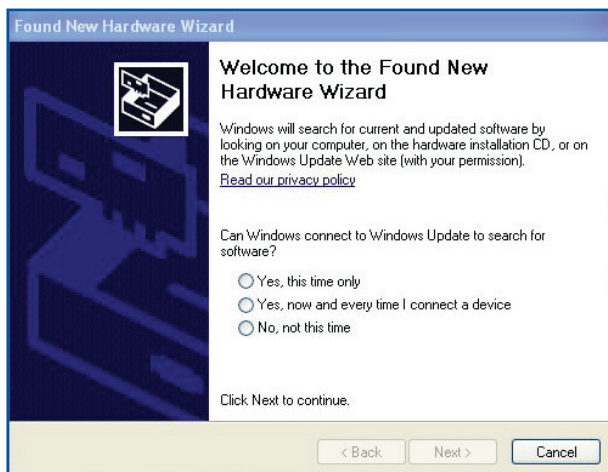 Found New Hardware Wizard
Welcome to the Found New
Hardware Wizard
Windows will search for current and updated software by
looking on your computer, on the hardware installation CD, or on
the Windows Update Web site (with your permission).
Read our privacy policy
Can Windows connect to Windows Update to search for
software?
Yes, this time only
Yes, now and every time I connect a device
No, not this time
Click Next to continue.
< Back
Next >
Cancel